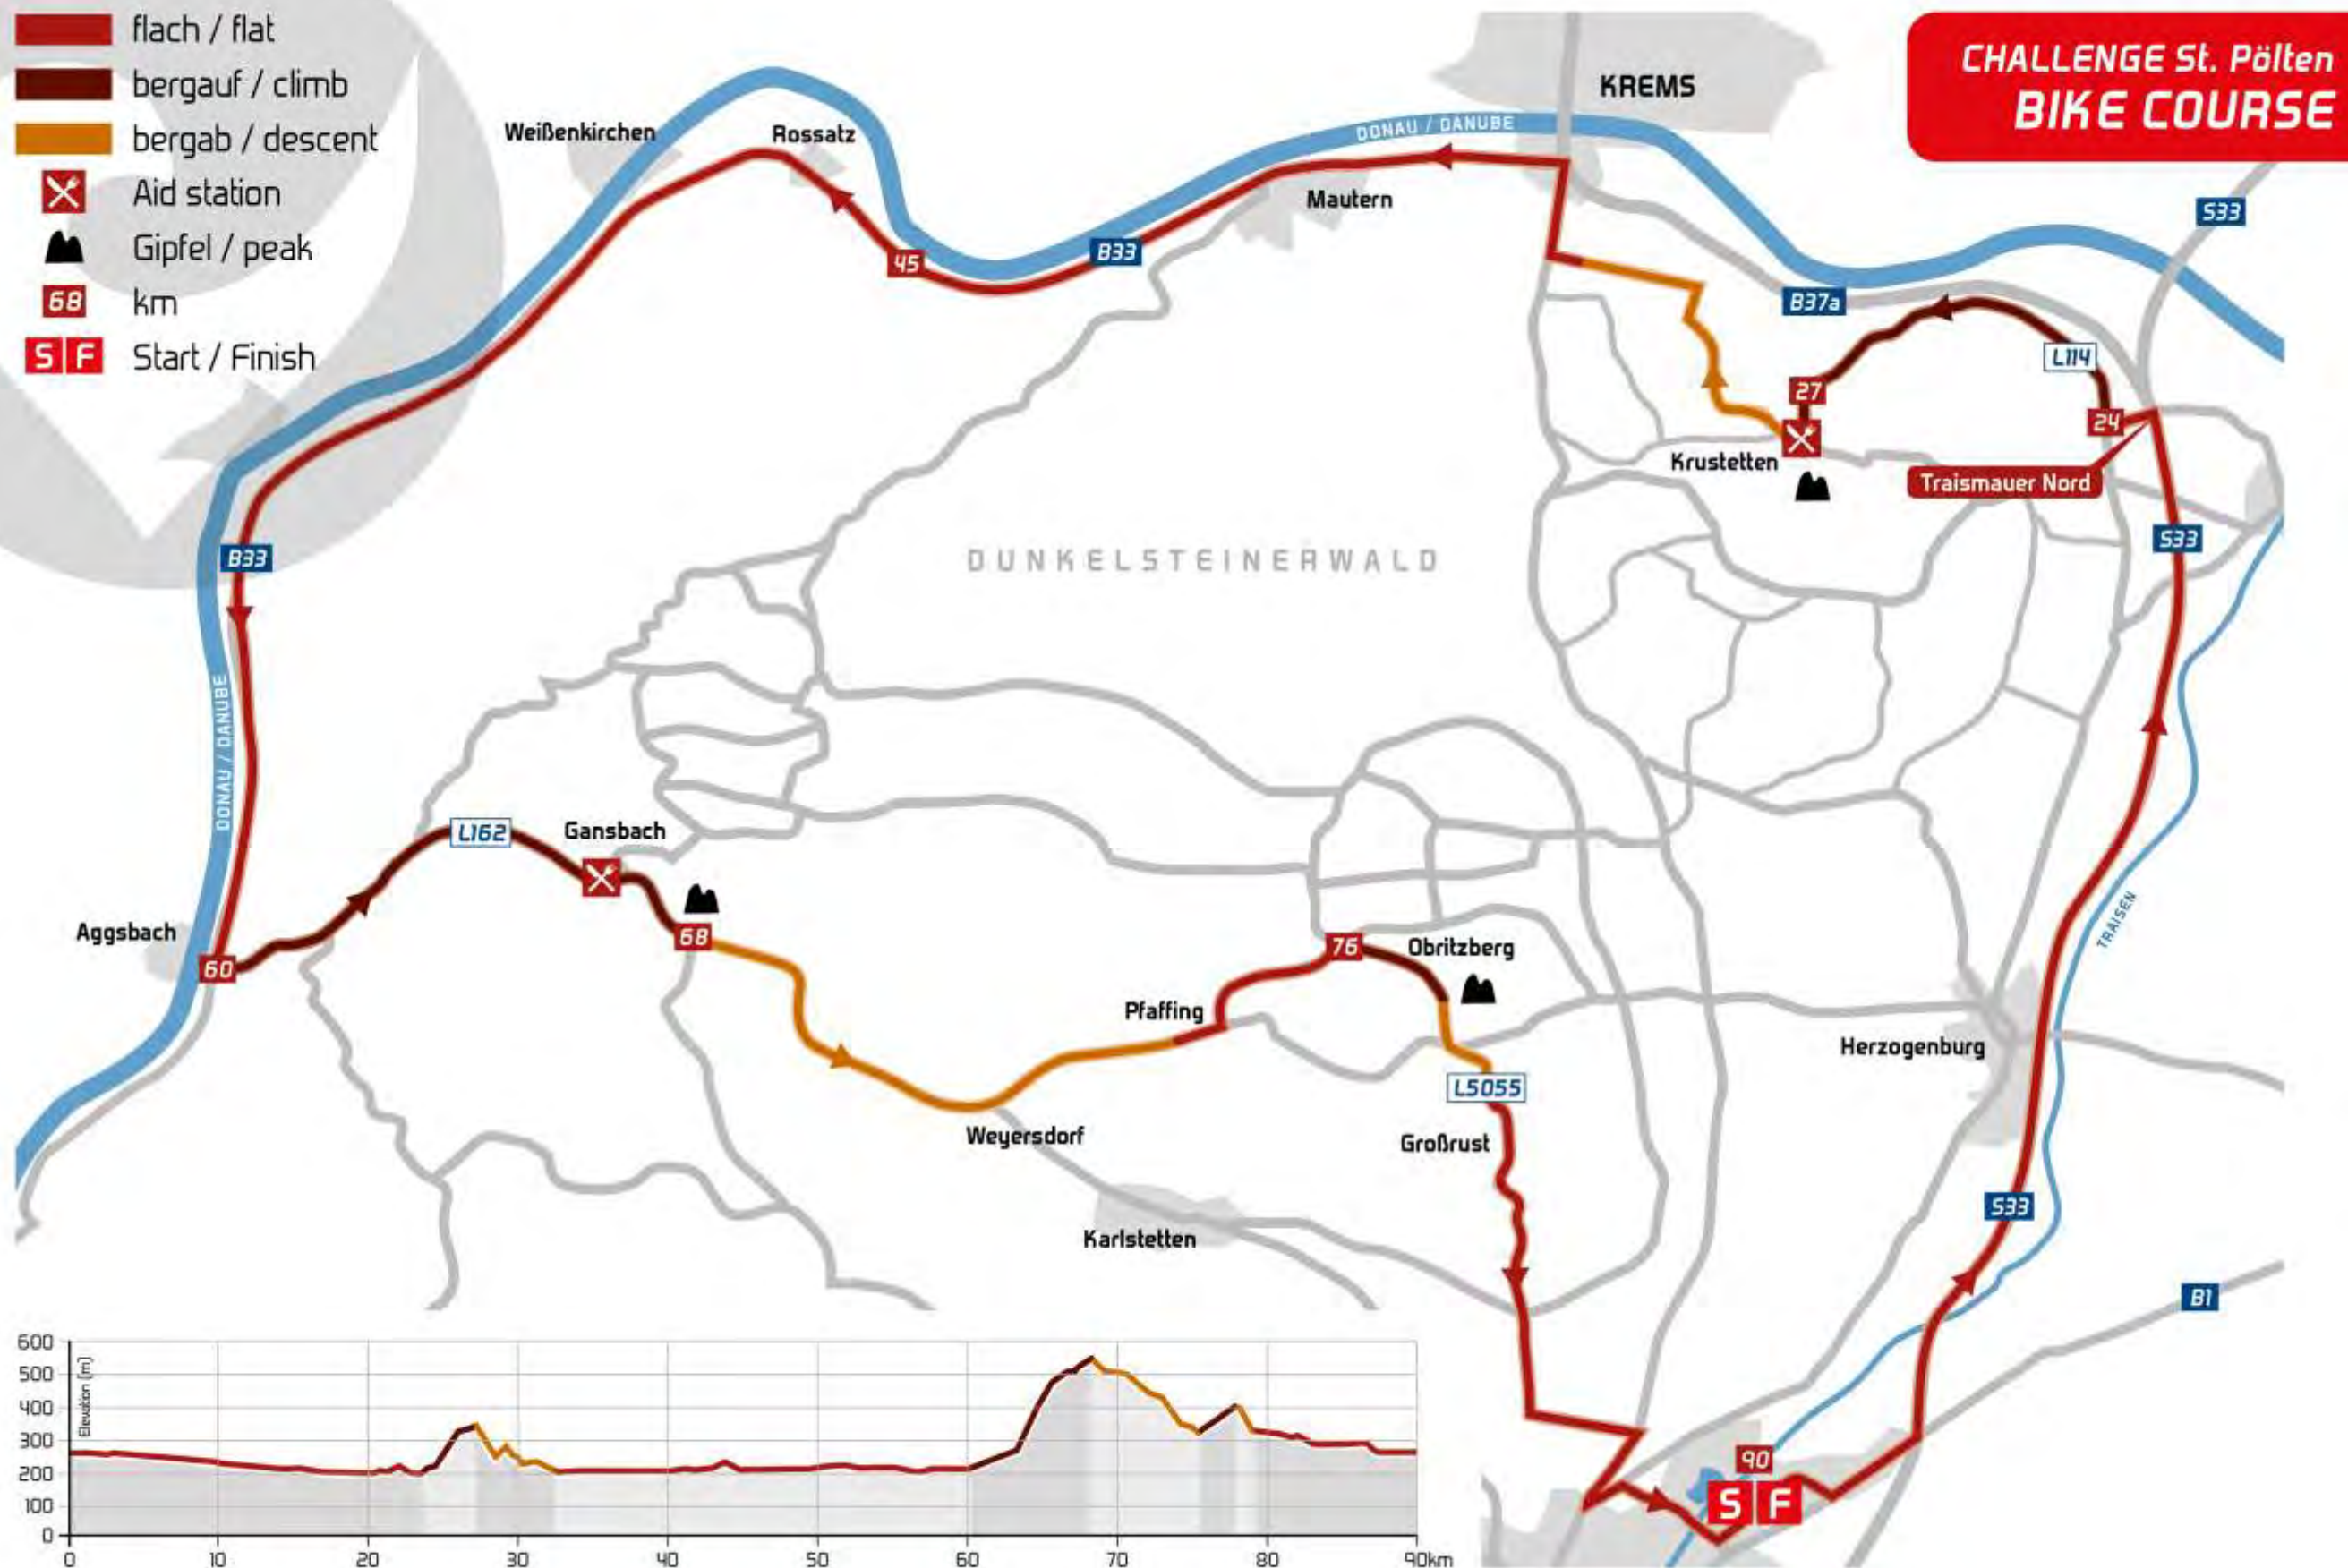 flach / flat
bergauf / climb
bergab / descent
Aid station
Gipfel / peak
68 km
S F Start / Finish
CHALLENGE St. Pölten
BIKE COURSE
KREMS
DONAU / DANUBE
Weißenkirchen
Rossatz
Mautern
S33
B33
45
B37a
L114
27
24
Krustetten
Traismauer Nord
S33
B33
DUNKELSTEINERWALD
DONAU / DANUBE
L162
Gansbach
Aggsbach
60
68
76
Obritzberg
Pfaffing
TRAISEN
Herzogenburg
L5055
Weyersdorf
Großrust
Karlstetten
S33
B1
90
S F
Elevation [m]
600
500
400
300
200
100
0
0 10 20 30 40 50 60 70 80 90km